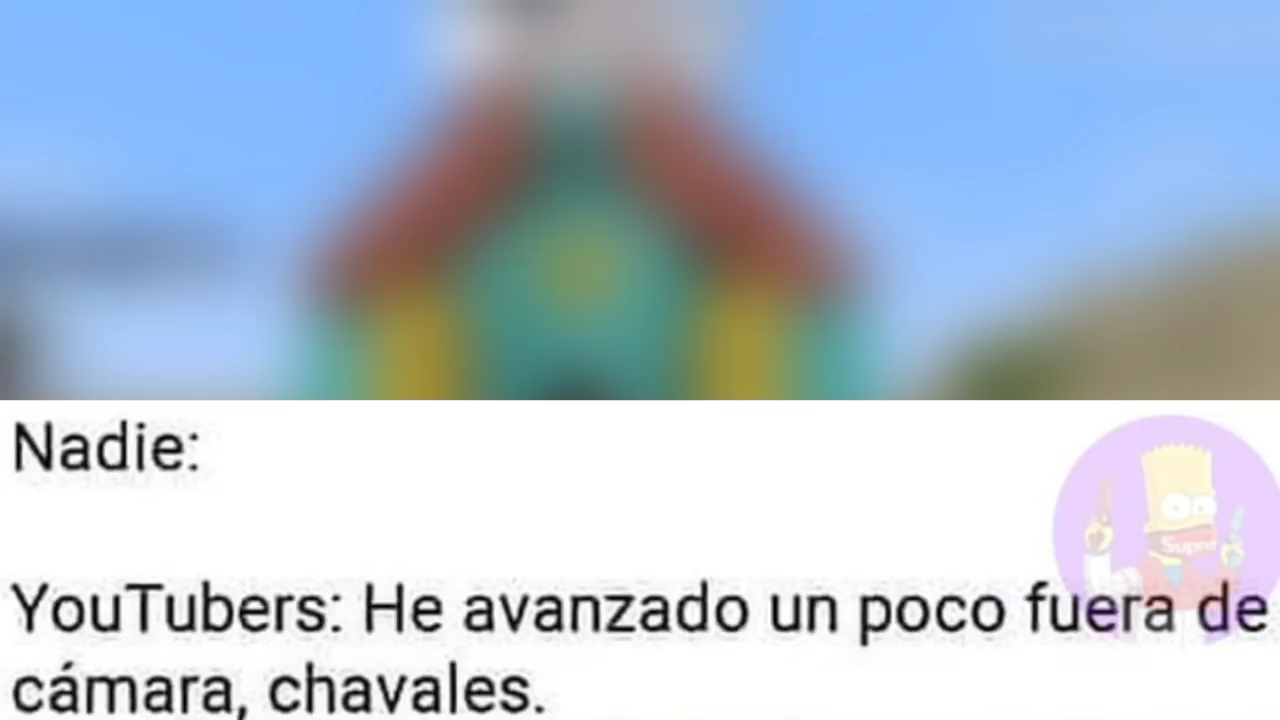 Nadie:
YouTubers: He avanzado un poco fuera de
cámara, chavales.